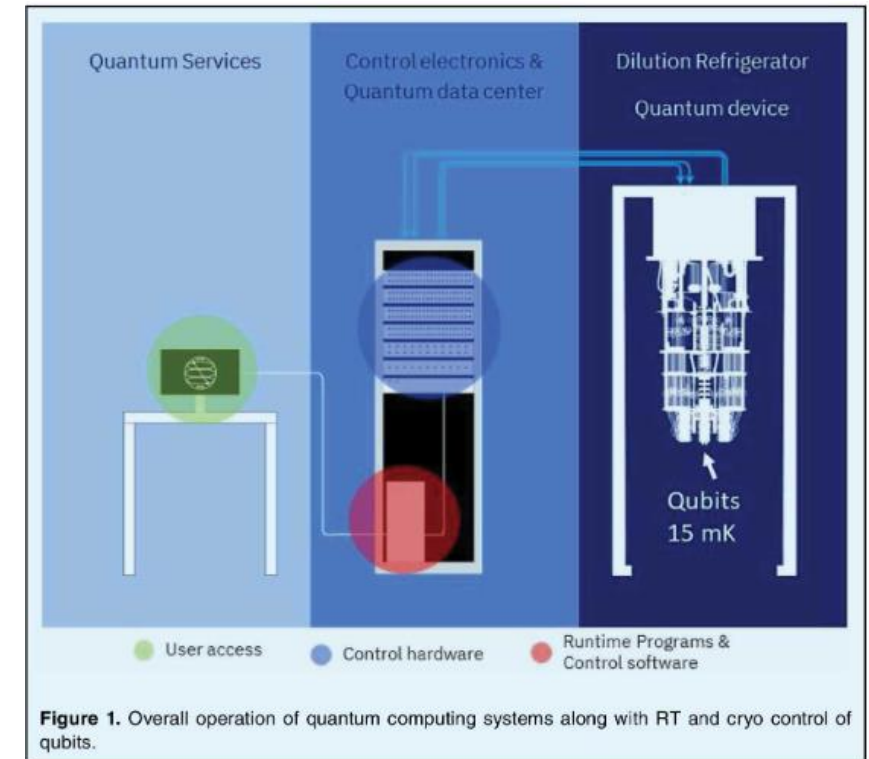 Quantum Services
Control electronics &
Quantum data center
Dilution Refrigerator
Quantum device
Qubits
15 mK
User access
Control hardware
Runtime Programs &
Control software
Figure 1. Overall operation of quantum computing systems along with RT and cryo control of
qubits.